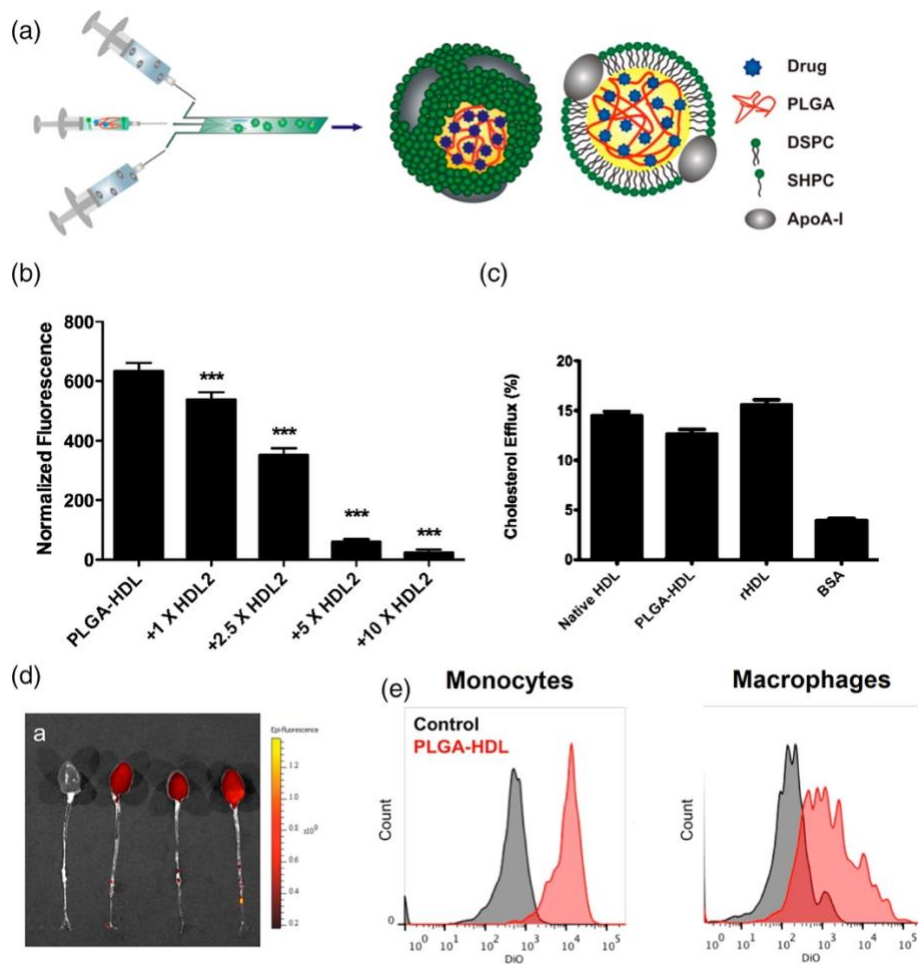 (a)
Drug
PLGA
DSPC
SHPC
ApoA-I
(b)
Normalized Fluorescence
800
600
400
200
0
***
***
***
***
PLGA-HDL
+1 X HDL2
+2.5 X HDL2
+5 X HDL2
+10 X HDL2
(c)
Cholesterol Efflux (%)
20
15
10
5
0
Native HDL
PLGA-HDL
rHDL
BSA
(d)
a
Epi-fluorescence
1.2
1.0
0.8
x10⁹
0.6
0.4
0.2
(e)
Monocytes
Control
PLGA-HDL
Count
0
10⁰ 10¹ 10² 10³ 10⁴ 10⁵
DiO
Macrophages
Count
10⁰ 10¹ 10² 10³ 10⁴ 10⁵
DiO